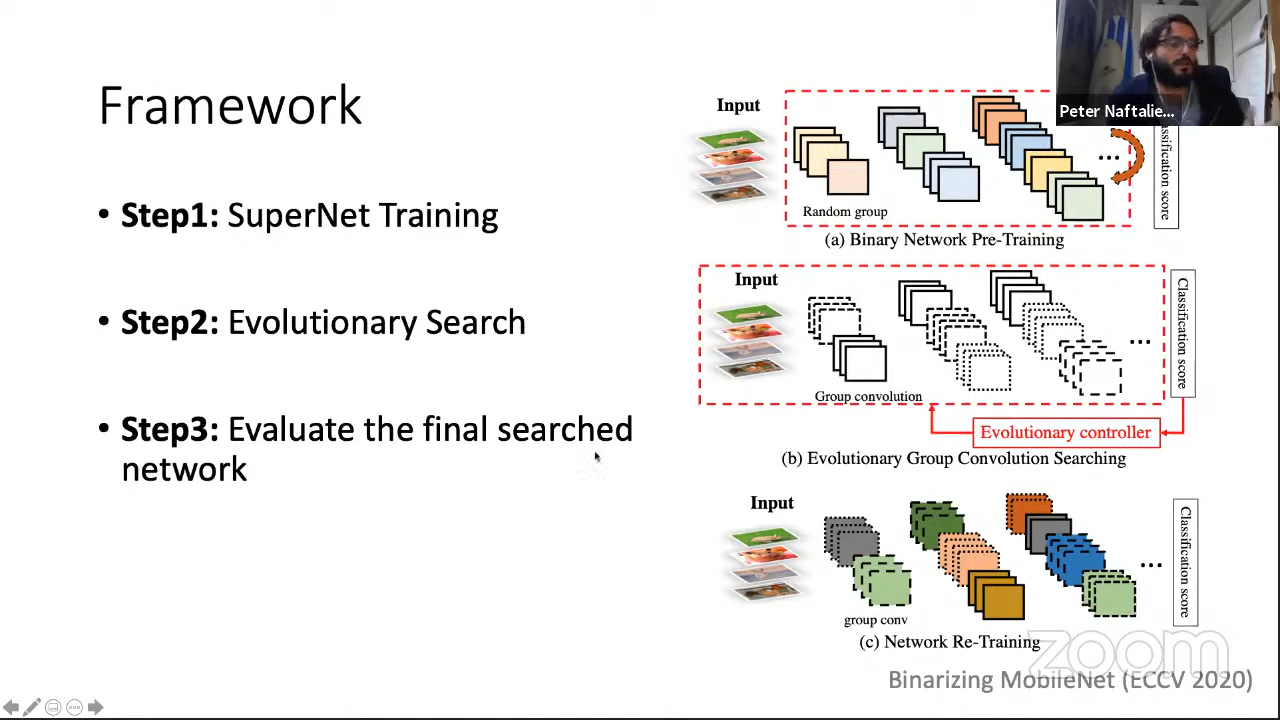 Framework
• Step1: SuperNet Training
• Step2: Evolutionary Search
• Step3: Evaluate the final searched
network
Input
Random group
...
(a) Binary Network Pre-Training
Input
Group convolution
...
Classification score
Evolutionary controller
(b) Evolutionary Group Convolution Searching
Input
group conv
...
Classification score
(c) Network Re-Training
Binarizing MobileNet (ECCV 2020)
zoom
Peter Naftalie...
score